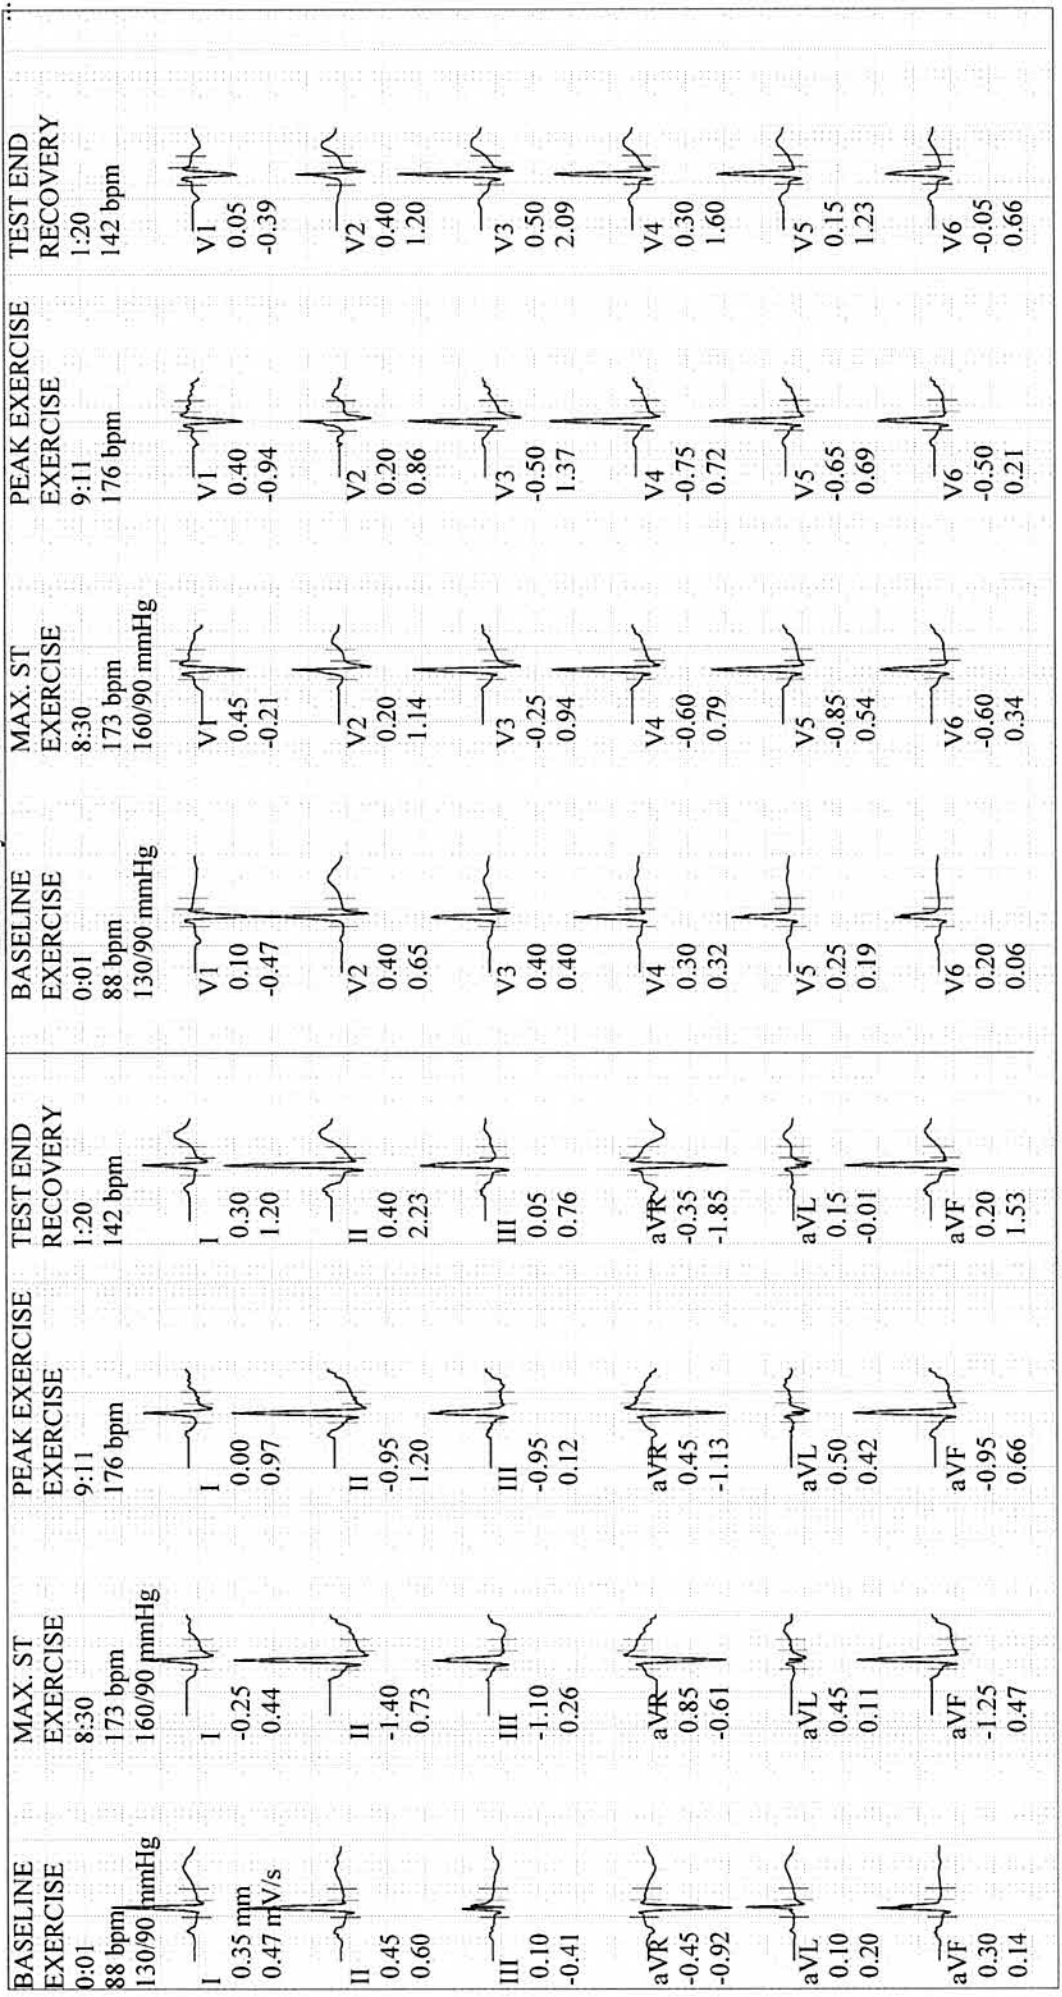 BASELINE
EXERCISE
0:01
88 bpm
130/90 mmHg
I
0.35 mm
0.47 mV/s
II
0.45
0.60
III
0.10
-0.41
aVR
-0.45
-0.92
aVL
0.10
0.20
aVF
0.30
0.14
MAX. ST
EXERCISE
8:30
173 bpm
160/90 mmHg
I
-0.25
0.44
II
-1.40
0.73
III
-1.10
0.26
aVR
0.85
-0.61
aVL
0.45
0.11
aVF
-1.25
0.47
PEAK EXERCISE
EXERCISE
9:11
176 bpm
I
0.00
0.97
II
-0.95
1.20
III
-0.95
0.12
aVR
0.45
-1.13
aVL
0.50
0.42
aVF
-0.95
0.66
TEST END
RECOVERY
1:20
142 bpm
I
0.30
1.20
II
0.40
2.23
III
0.05
0.76
aVR
-0.35
-1.85
aVL
0.15
-0.01
aVF
0.20
1.53
BASELINE
EXERCISE
0:01
88 bpm
130/90 mmHg
V1
0.10
-0.47
V2
0.40
0.65
V3
0.40
0.40
V4
0.30
0.32
V5
0.25
0.19
V6
0.20
0.06
MAX. ST
EXERCISE
8:30
173 bpm
160/90 mmHg
V1
0.45
-0.21
V2
0.20
1.14
V3
-0.25
0.94
V4
-0.60
0.79
V5
-0.85
0.54
V6
-0.60
0.34
PEAK EXERCISE
EXERCISE
9:11
176 bpm
V1
0.40
-0.94
V2
0.20
0.86
V3
-0.50
1.37
V4
-0.75
0.72
V5
-0.65
0.69
V6
-0.50
0.21
TEST END
RECOVERY
1:20
142 bpm
V1
0.05
-0.39
V2
0.40
1.20
V3
0.50
2.09
V4
0.30
1.60
V5
0.15
1.23
V6
-0.05
0.66